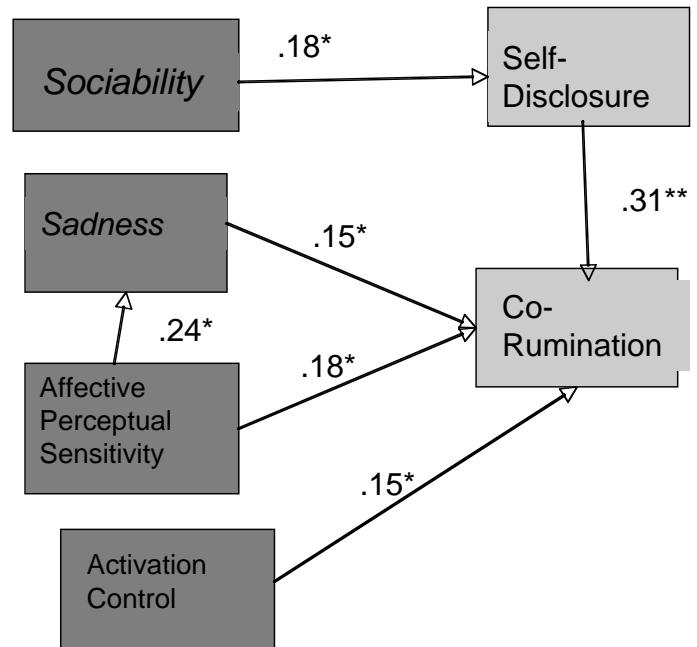 .18*
Sociability
Self-
Disclosure
.31**
Sadness
.15*
.24*
.18*
Co-
Rumination
Affective
Perceptual
Sensitivity
.15*
Activation
Control